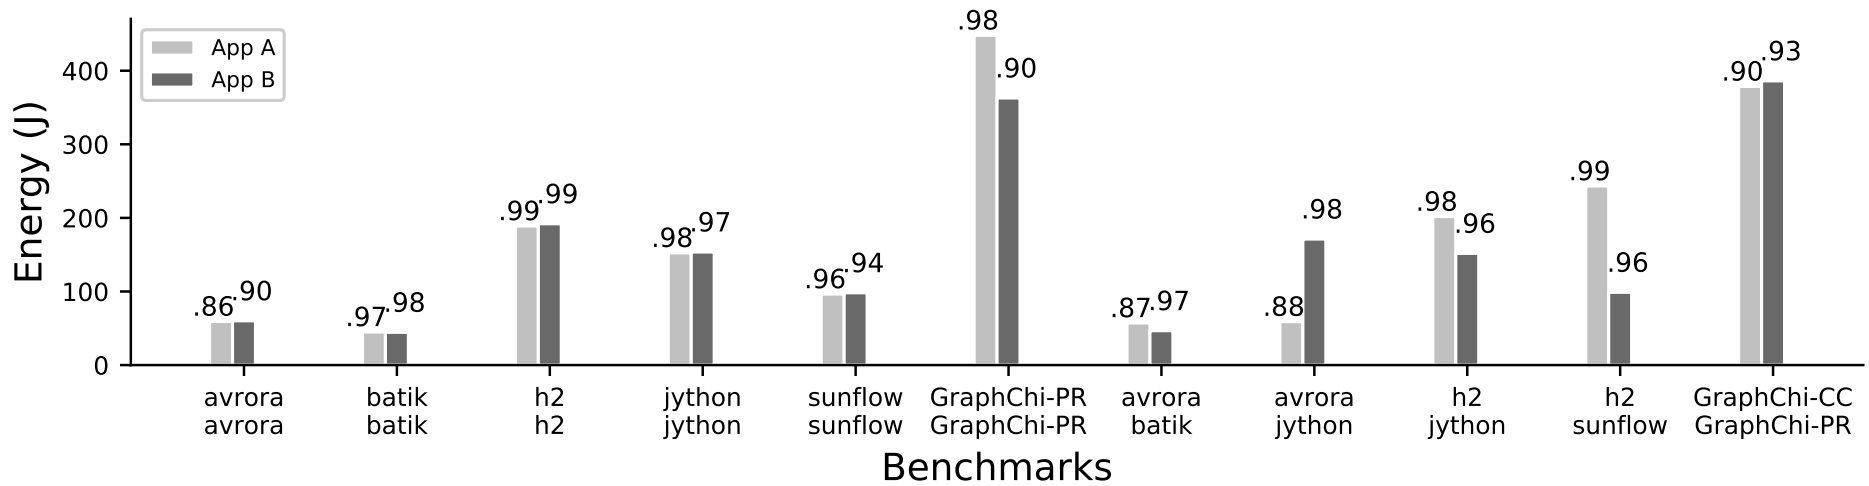 App A
App B
Energy (J)
400
300
200
100
0
.86 .90
.97 .98
.99 .99
.98 .97
.96 .94
.98 .90
.87 .97
.88 .98
.98 .96
.99 .96
.90 .93
avrora batik h2 jython sunflow GraphChi-PR avrora avrora h2 h2 GraphChi-CC
avrora batik h2 jython sunflow GraphChi-PR batik jython jython sunflow GraphChi-PR
Benchmarks